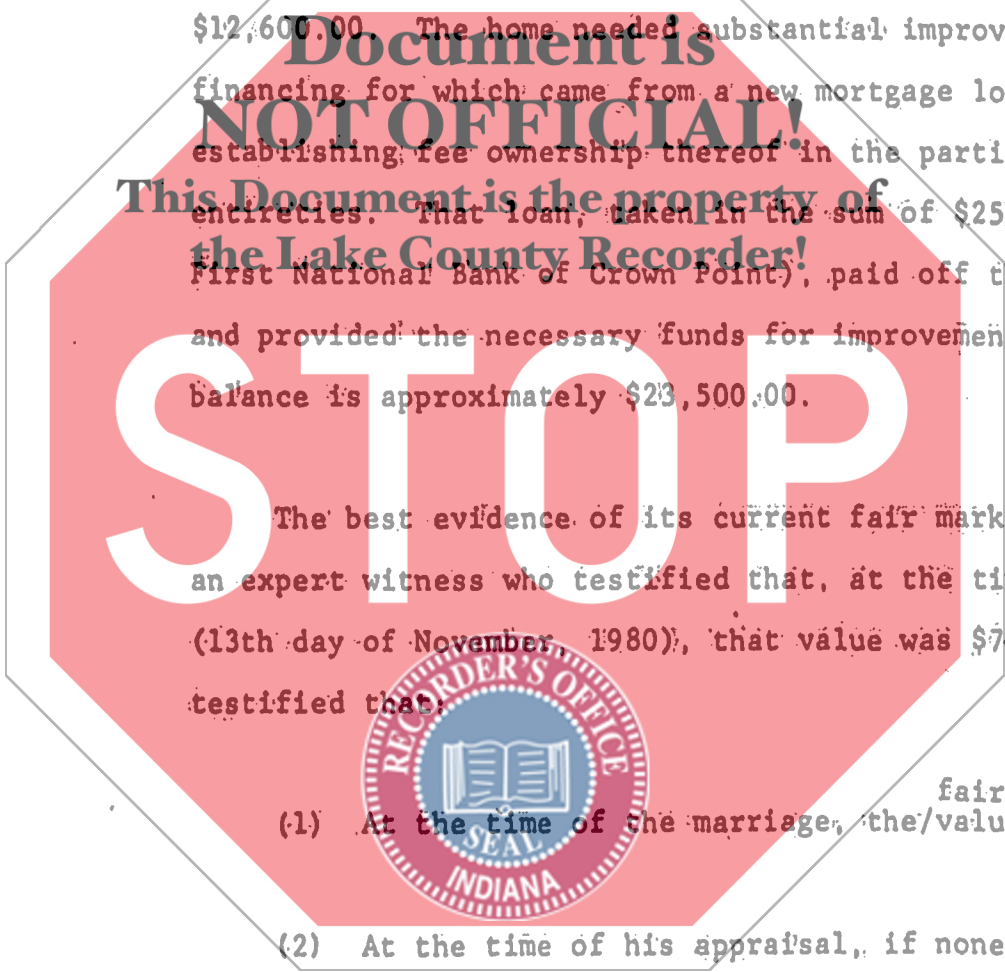 $12,600.00. The home needed substantial improv
Document is
financing for which came from a new mortgage lo
NOT OFFICIAL!
establishing fee ownership thereof in the parti
This Document is the property of
entireties. That loan, taken in the sum of $25
the Lake County Recorder!
First National Bank of Crown Point), paid off t
and provided the necessary funds for improvemen
STOP
balance is approximately $23,500.00.
The best evidence of its current fair mark
an expert witness who testified that, at the ti
(13th day of November, 1980), that value was $7
testified that:
RECORDER'S OFFICE
fair
(1) At the time of the marriage, the/valu
SEAL
INDIANA
(2) At the time of his appraisal, if none